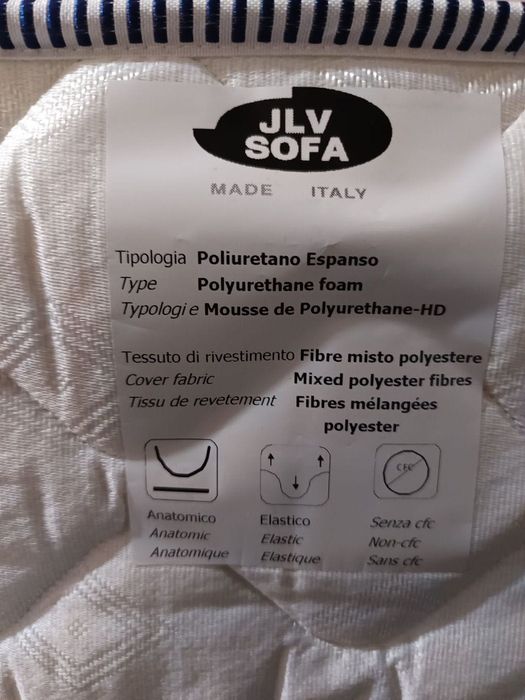 JLV
SOFA
MADE ITALY
Tipologia Poliuretano Espanso
Type Polyurethane foam
Typologie Mousse de Polyurethane-HD
Tessuto di rivestimento Fibre misto polyestere
Cover fabric Mixed polyester fibres
Tissu de revetement Fibres mélangées
polyester
CFC
Anatomico Elastico Senza cfc
Anatomic Elastic Non-cfc
Anatomique Elastique Sans cfc